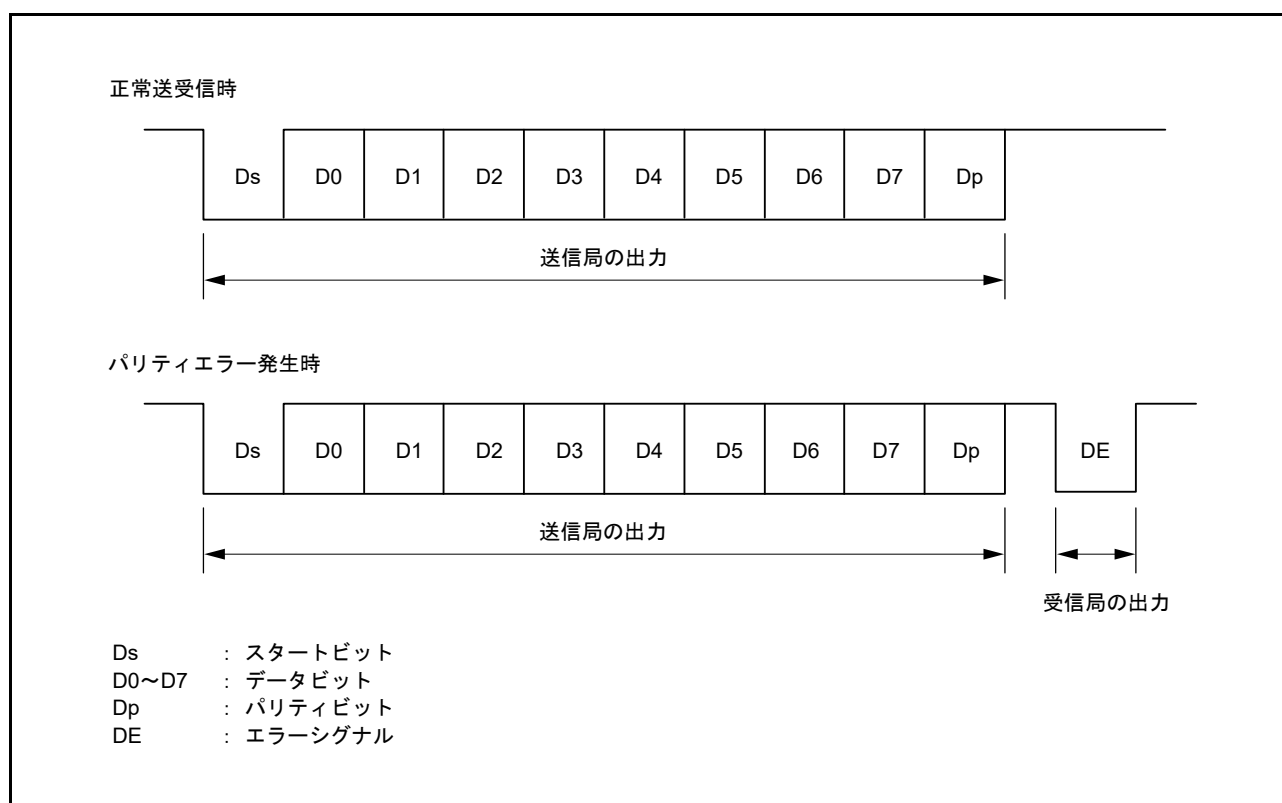 正常送受信時
Ds D0 D1 D2 D3 D4 D5 D6 D7 Dp
送信局の出力
パリティエラー発生時
Ds D0 D1 D2 D3 D4 D5 D6 D7 Dp DE
送信局の出力
受信局の出力
Ds : スタートビット
D0～D7 : データビット
Dp : パリティビット
DE : エラーシグナル